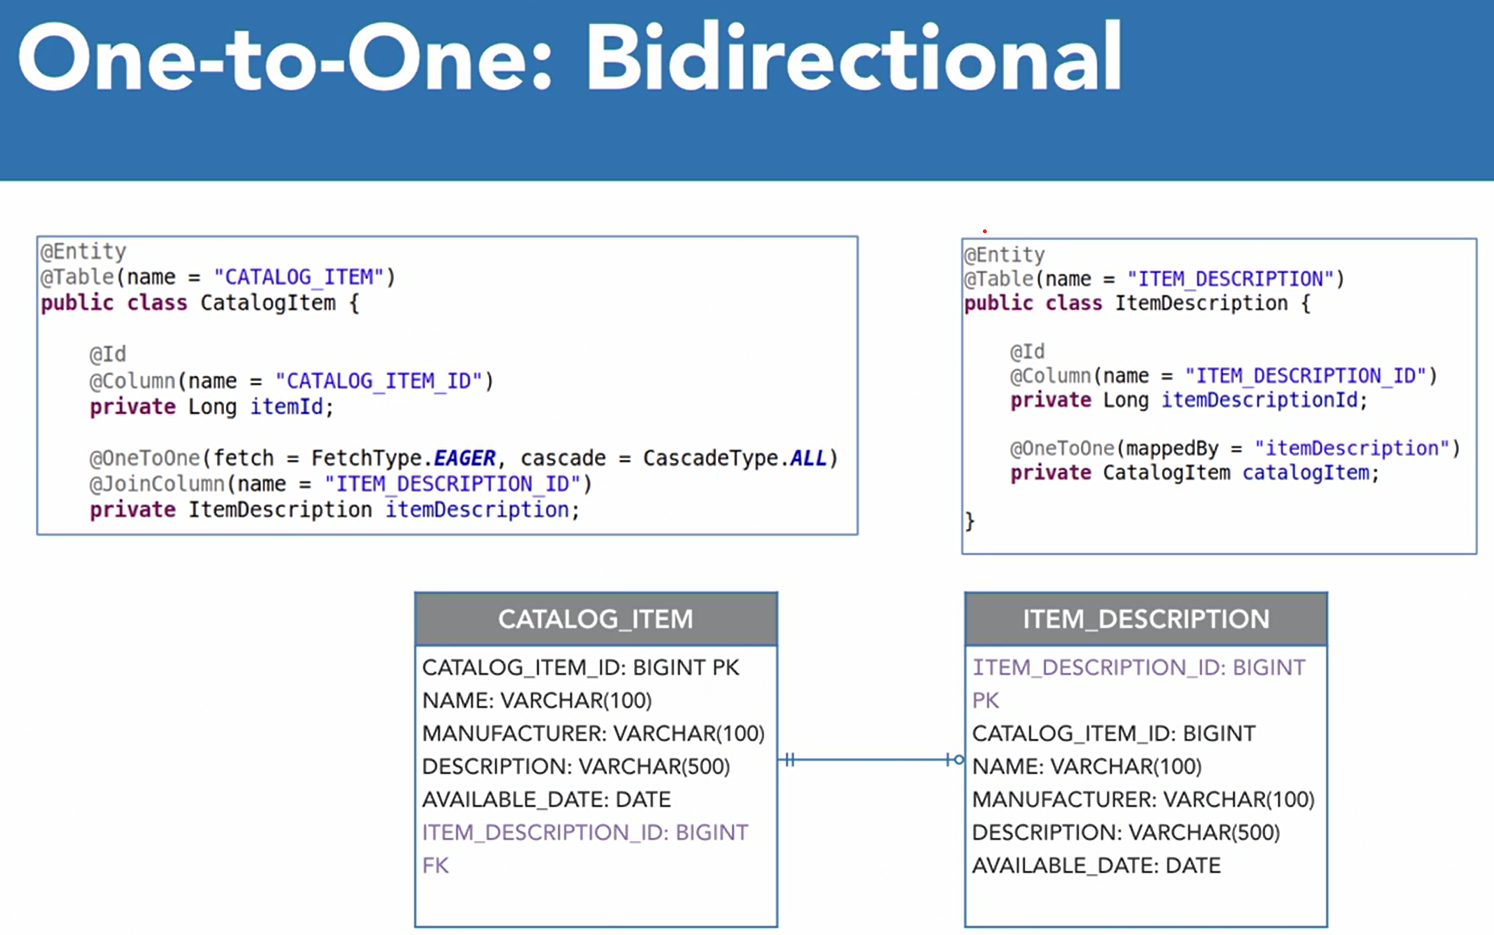 One-to-One: Bidirectional
@Entity
@Table(name = "CATALOG_ITEM")
public class CatalogItem {
@Id
@Column(name = "CATALOG_ITEM_ID")
private Long itemId;
@OneToOne(fetch = FetchType.EAGER, cascade = CascadeType.ALL)
@JoinColumn(name = "ITEM_DESCRIPTION_ID")
private ItemDescription itemDescription;
@Entity
@Table(name = "ITEM_DESCRIPTION")
public class ItemDescription {
@Id
@Column(name = "ITEM_DESCRIPTION_ID")
private Long itemDescriptionId;
@OneToOne(mappedBy = "itemDescription")
private CatalogItem catalogItem;
}
CATALOG_ITEM
CATALOG_ITEM_ID: BIGINT PK
NAME: VARCHAR(100)
MANUFACTURER: VARCHAR(100)
DESCRIPTION: VARCHAR(500)
AVAILABLE_DATE: DATE
ITEM_DESCRIPTION_ID: BIGINT
FK
ITEM_DESCRIPTION
ITEM_DESCRIPTION_ID: BIGINT
PK
CATALOG_ITEM_ID: BIGINT
NAME: VARCHAR(100)
MANUFACTURER: VARCHAR(100)
DESCRIPTION: VARCHAR(500)
AVAILABLE_DATE: DATE